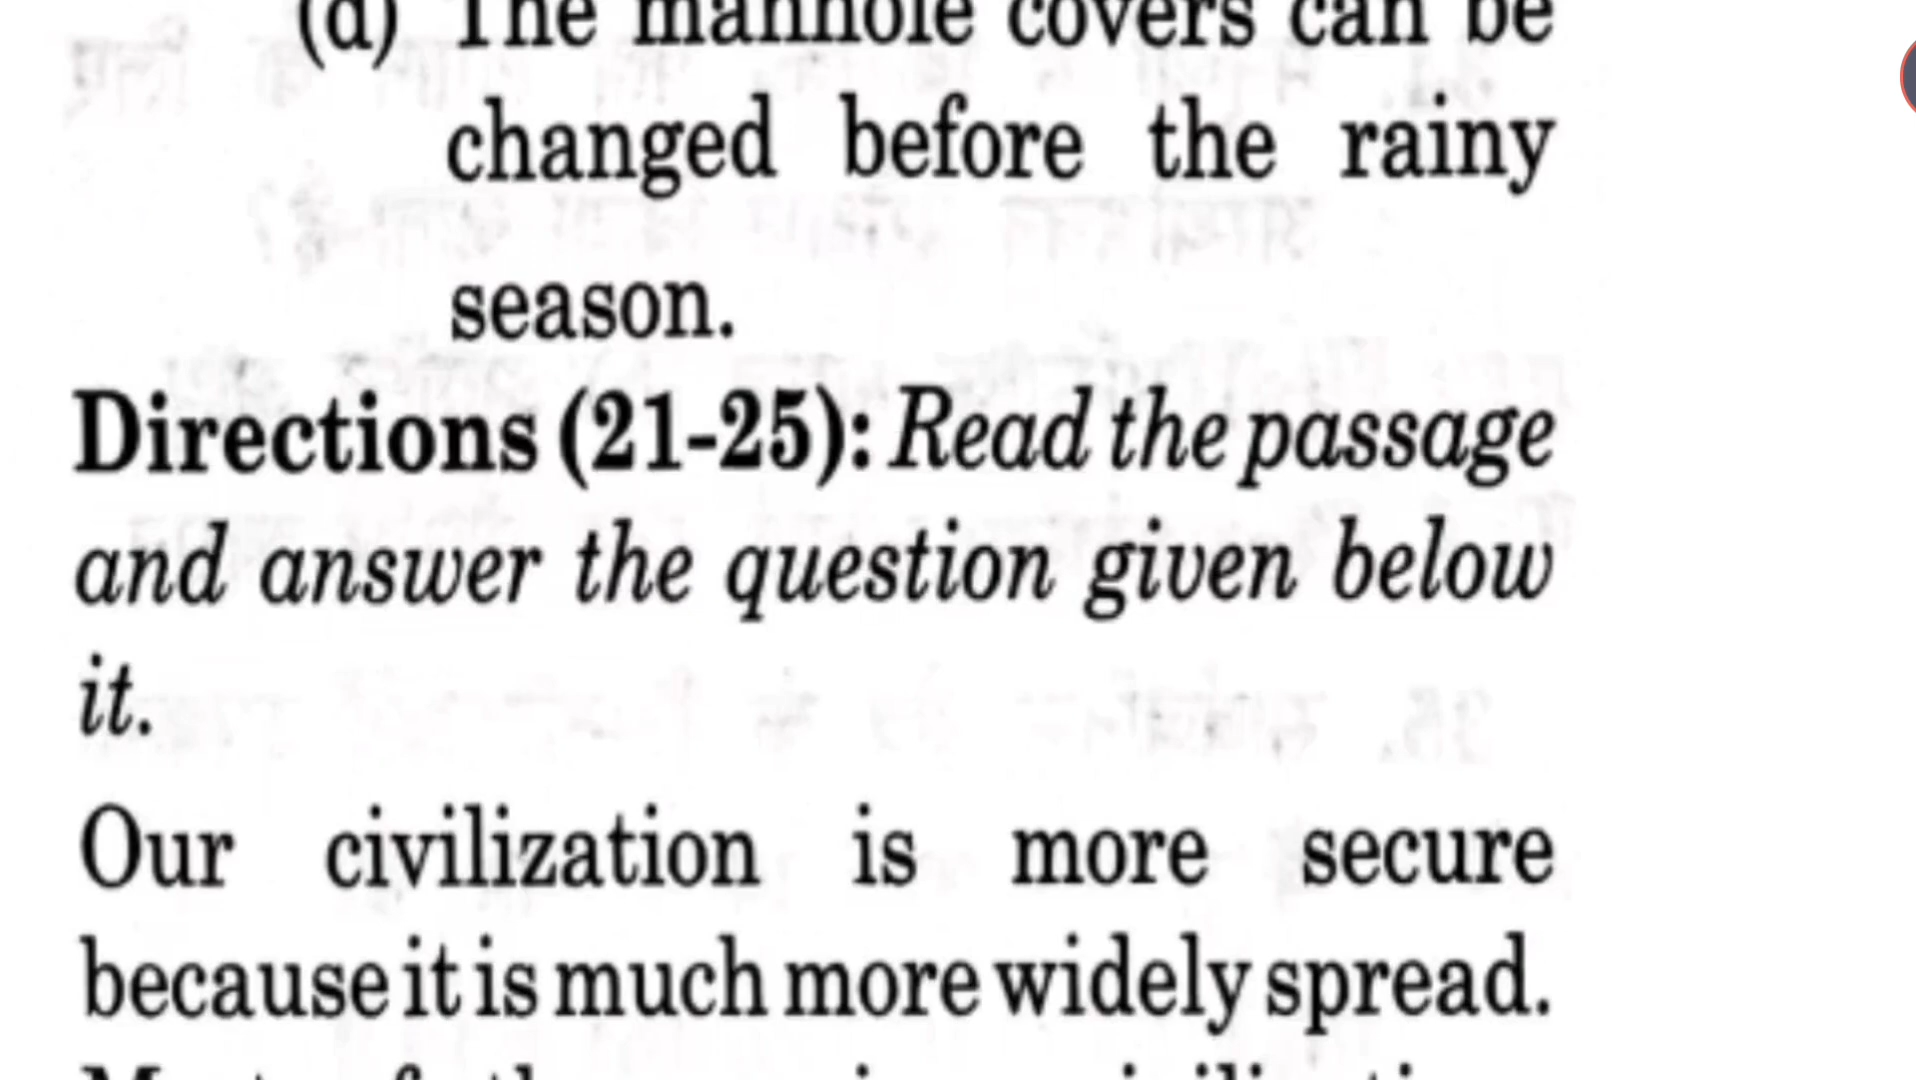 (d) The manhole covers can be
changed before the rainy
season.
Directions (21-25): Read the passage
and answer the question given below
it.
Our civilization is more secure
because it is much more widely spread.